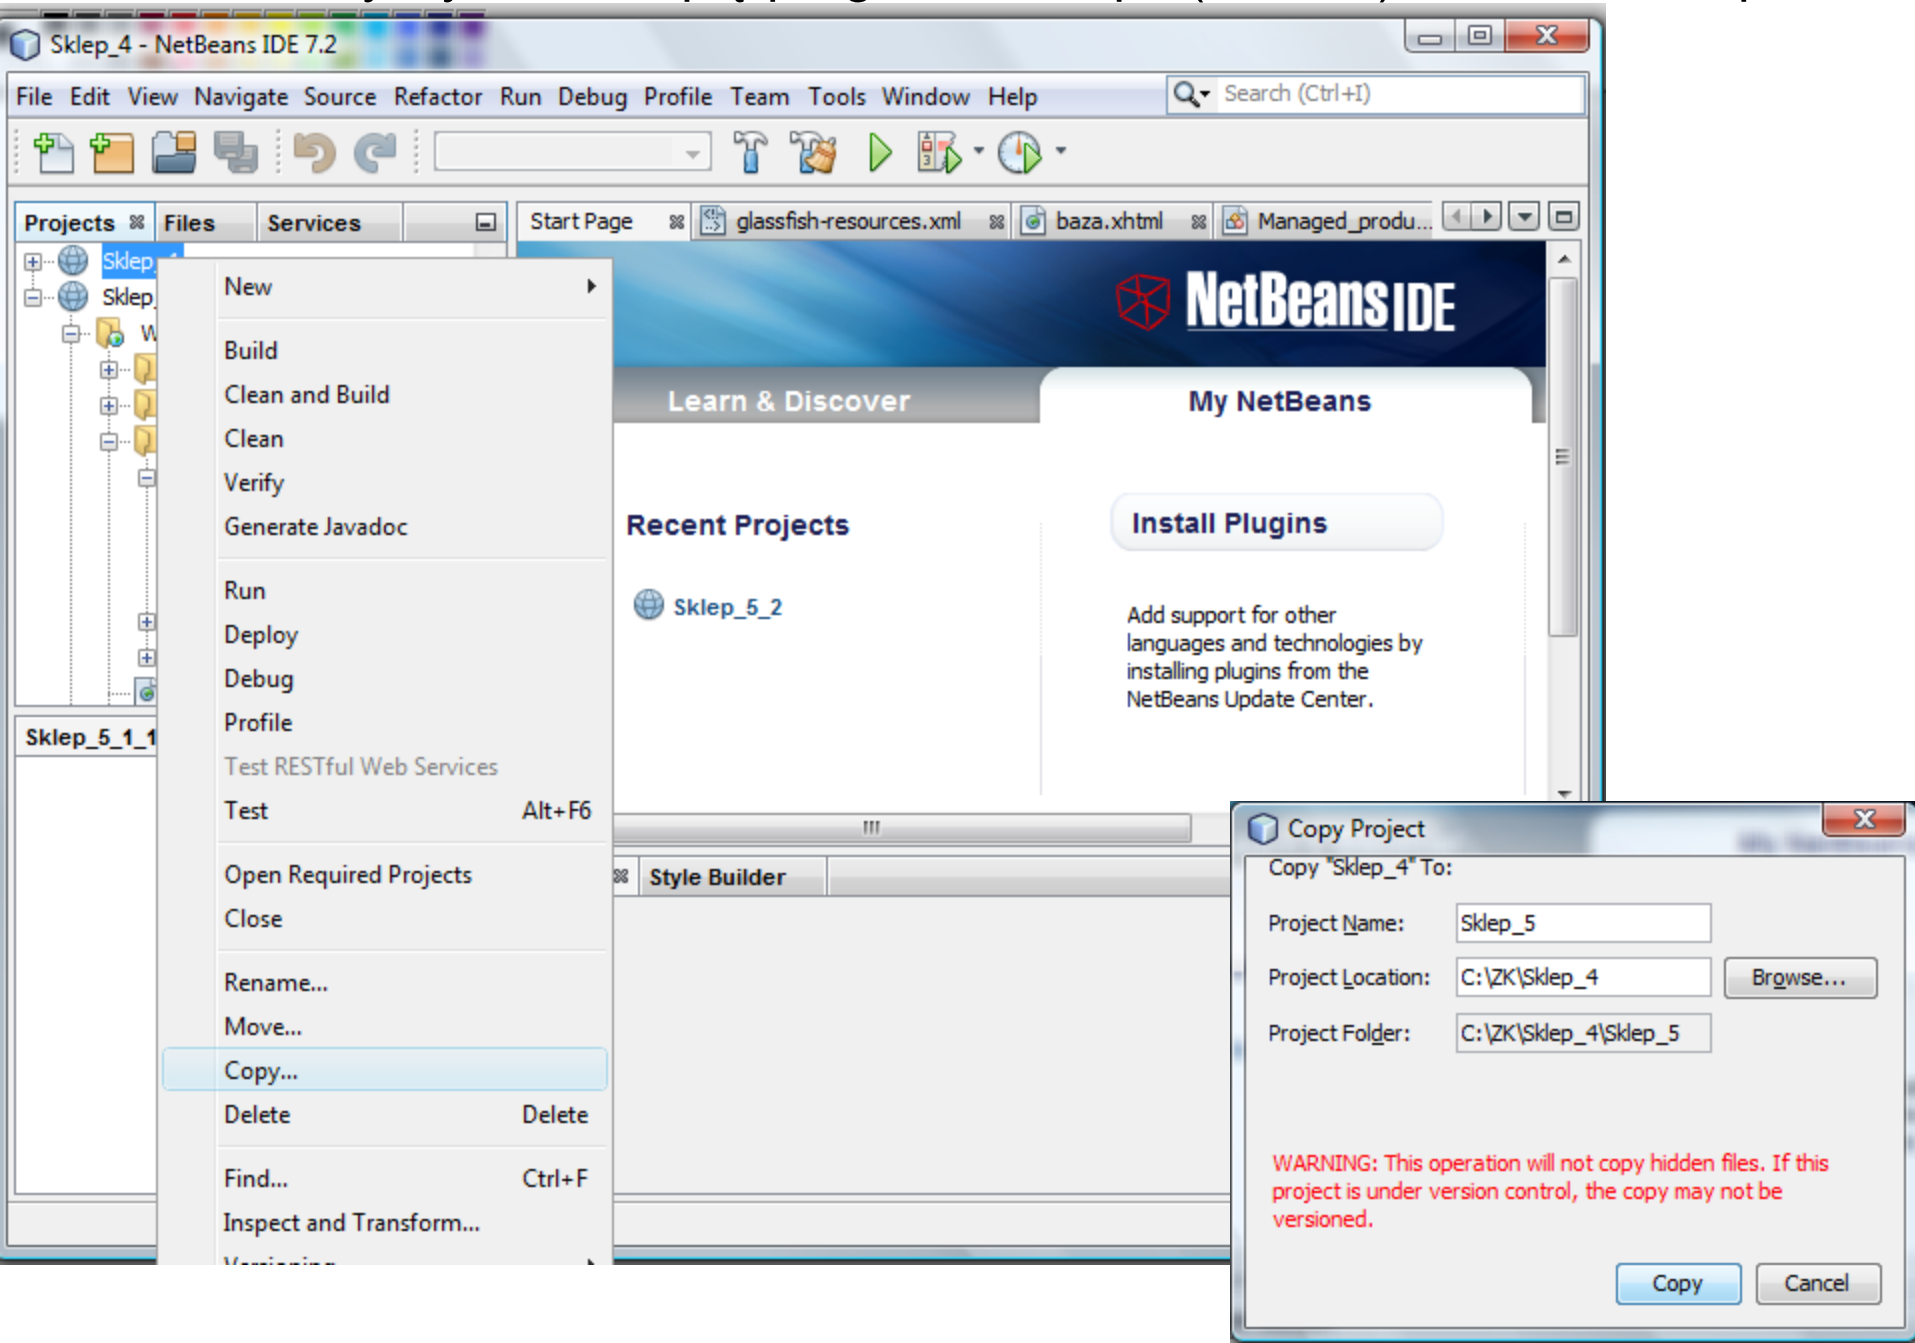 Sklep_4 - NetBeans IDE 7.2
File Edit View Navigate Source Refactor Run Debug Profile Team Tools Window Help
Search (Ctrl+I)
Projects Files Services
Start Page glassfish-resources.xml baza.xhtml Managed_produ...
Sklep_4
Sklep_
NetBeans IDE
Learn & Discover
My NetBeans
Recent Projects
Sklep_5_2
Install Plugins
Add support for other
languages and technologies by
installing plugins from the
NetBeans Update Center.
Sklep_5_1_1
New
Build
Clean and Build
Clean
Verify
Generate Javadoc
Run
Deploy
Debug
Profile
Test RESTful Web Services
Test Alt+F6
Open Required Projects
Close
Rename...
Move...
Copy...
Delete Delete
Find... Ctrl+F
Inspect and Transform...
Versioning
Style Builder
Copy Project
Copy "Sklep_4" To:
Project Name: Sklep_5
Project Location: C:\ZK\Sklep_4 Browse...
Project Folder: C:\ZK\Sklep_4\Sklep_5
WARNING: This operation will not copy hidden files. If this
project is under version control, the copy may not be
versioned.
Copy Cancel